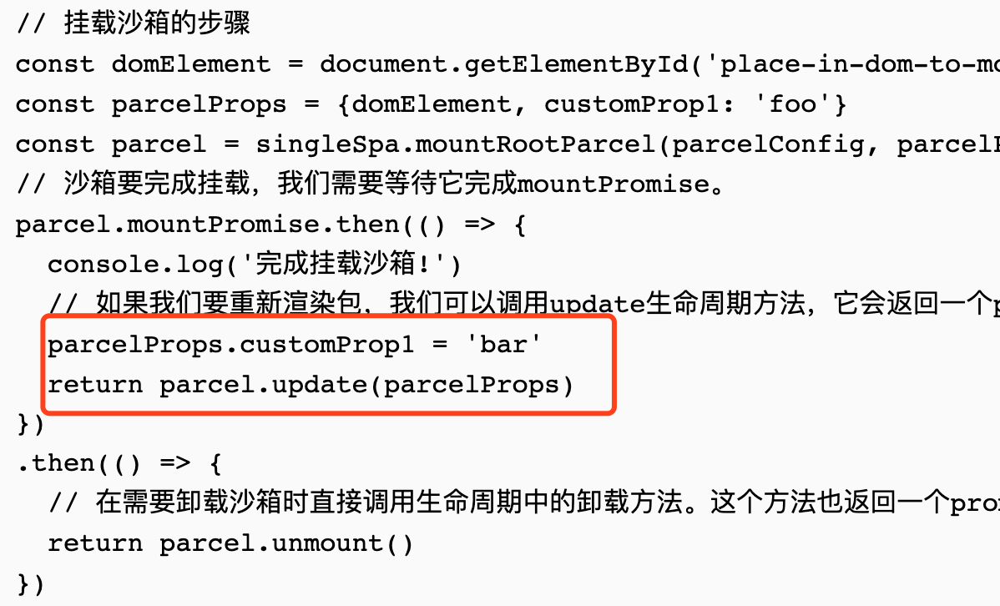 // 挂载沙箱的步骤
const domElement = document.getElementById('place-in-dom-to-mo
const parcelProps = {domElement, customProp1: 'foo'}
const parcel = singleSpa.mountRootParcel(parcelConfig, parcelP
// 沙箱要完成挂载，我们需要等待它完成mountPromise。
parcel.mountPromise.then(() => {
  console.log('完成挂载沙箱!')
  // 如果我们要重新渲染包，我们可以调用update生命周期方法，它会返回一个p
  parcelProps.customProp1 = 'bar'
  return parcel.update(parcelProps)
})
.then(() => {
  // 在需要卸载沙箱时直接调用生命周期中的卸载方法。这个方法也返回一个pro
  return parcel.unmount()
})